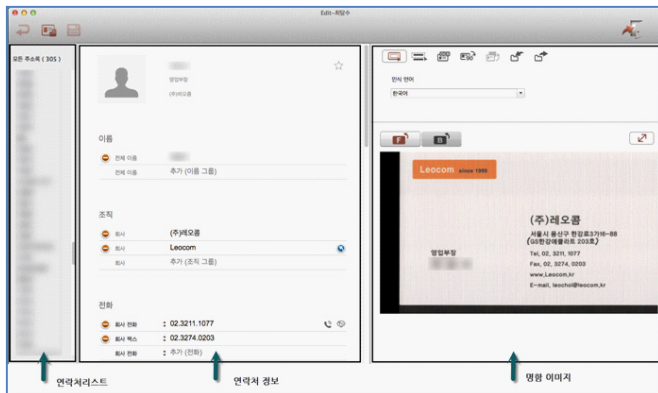 Edit-최달수
모든 주소록 ( 305 )
영업부장
(주)레오콤
이름
전체 이름
전체 이름 추가 (이름 그룹)
조직
회사 (주)레오콤
회사 Leocom
회사 추가 (조직 그룹)
전화
회사 전화 : 02.3211.1077
회사 팩스 : 02.3274.0203
회사 전화 : 추가 (전화)
인식 언어
한국어
F
B
Leocom since 1998
(주)레오콤
서울시 용산구 한강로3가16-88
(GS한강에클라트 203호)
영업부장
Tel, 02, 3211, 1077
Fax, 02, 3274, 0203
www.Leocom.kr
E-mail, leochoi@leocom.kr
연락처리스트
연락처 정보
명함 이미지